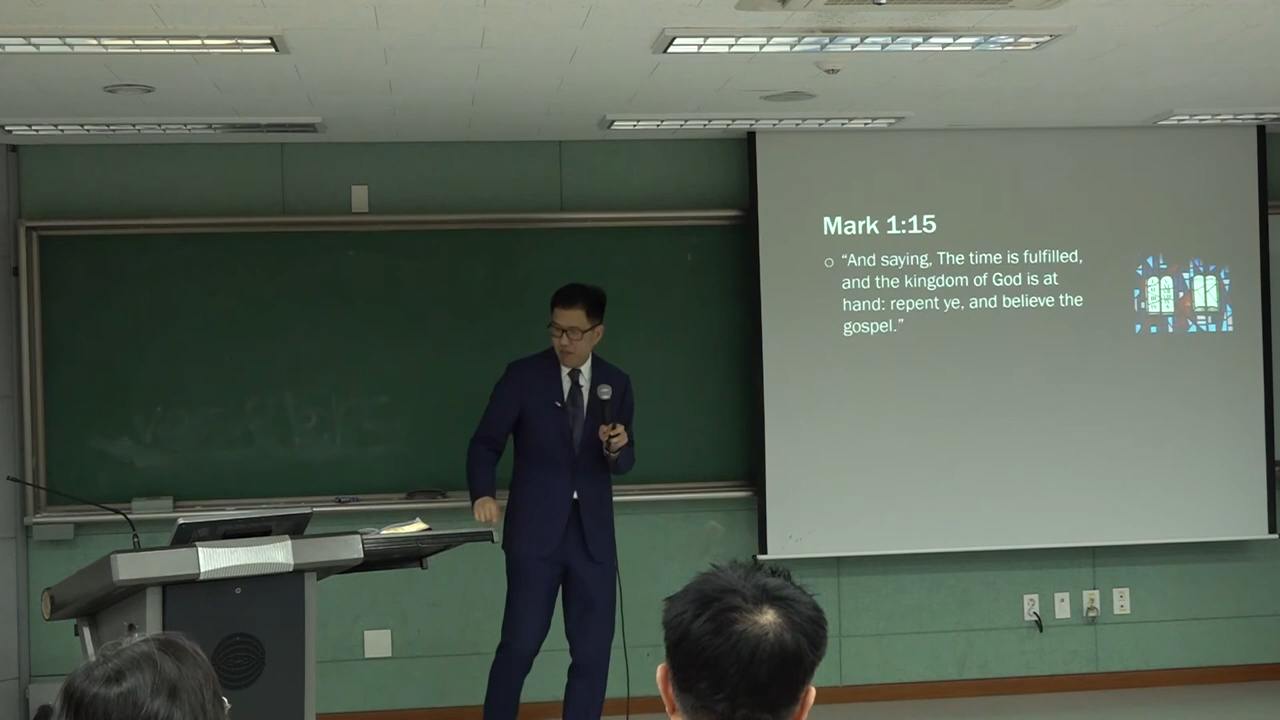 Mark 1:15
“And saying, The time is fulfilled,
and the kingdom of God is at
hand: repent ye, and believe the
gospel.”